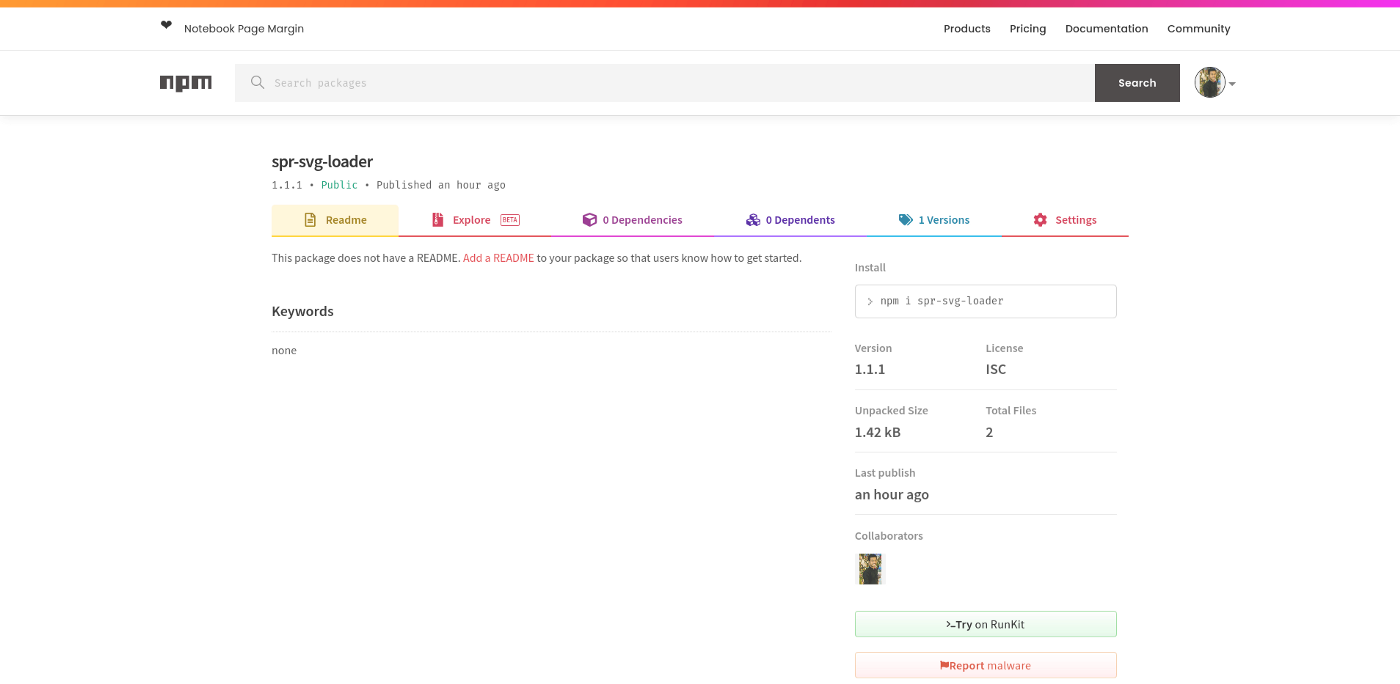 ❤ Notebook Page Margin
Products Pricing Documentation Community
npm Search packages Search
spr-svg-loader
1.1.1 • Public • Published an hour ago
Readme Explore BETA 0 Dependencies 0 Dependents 1 Versions Settings
This package does not have a README. Add a README to your package so that users know how to get started.
Keywords
none
Install
npm i spr-svg-loader
Version License
1.1.1 ISC
Unpacked Size Total Files
1.42 kB 2
Last publish
an hour ago
Collaborators
Try on RunKit
Report malware